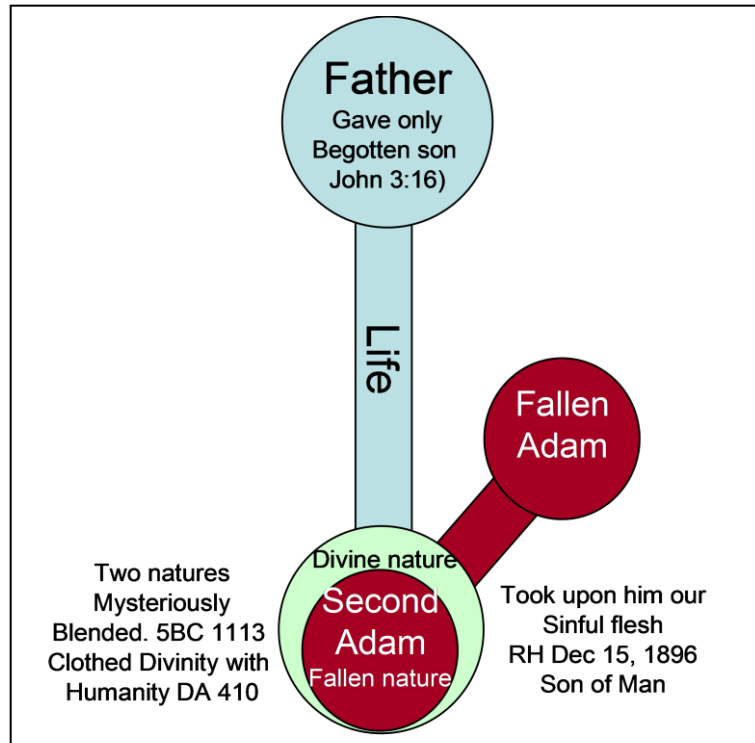 Father
Gave only
Begotten son
John 3:16)
Life
Fallen
Adam
Divine nature
Second
Adam
Fallen nature
Two natures
Mysteriously
Blended. 5BC 1113
Clothed Divinity with
Humanity DA 410
Took upon him our
Sinful flesh
RH Dec 15, 1896
Son of Man